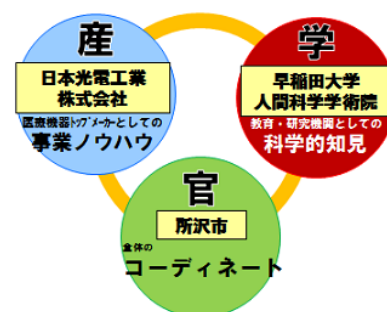 産
日本光電工業
株式会社
医療機器トップメーカーとしての
事業ノウハウ
学
早稲田大学
人間科学学術院
教育・研究機関としての
科学的知見
官
所沢市
全体の
コーディネート